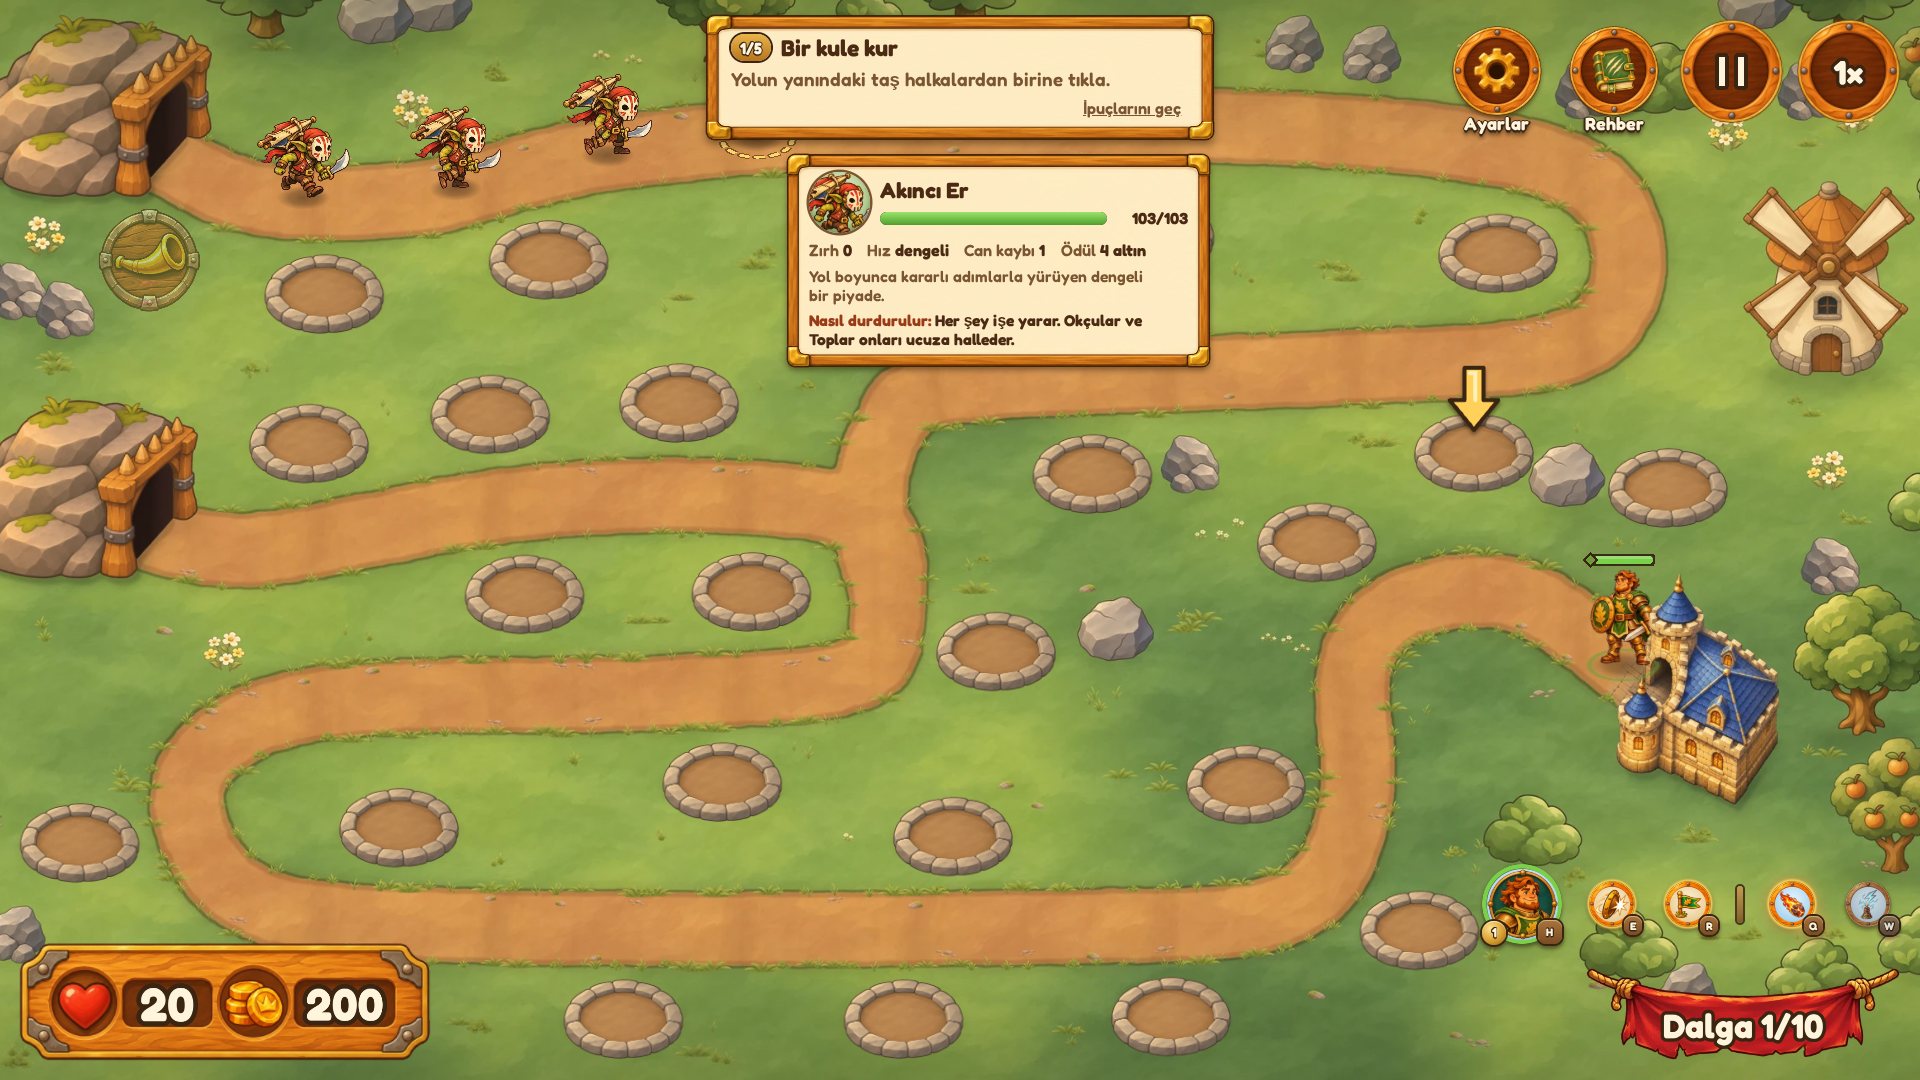 1/5 Bir kule kur
Yolun yanındaki taş halkalardan birine tıkla.
İpuçlarını geç
Ayarlar
Rehber
1x
Akıncı Er
103/103
Zırh 0 Hız dengeli Can kaybı 1 Ödül 4 altın
Yol boyunca kararlı adımlarla yürüyen dengeli
bir piyade.
Nasıl durdurulur: Her şey işe yarar. Okçular ve
Toplar onları ucuza halleder.
1 H E R Q W
20 200
Dalga 1/10